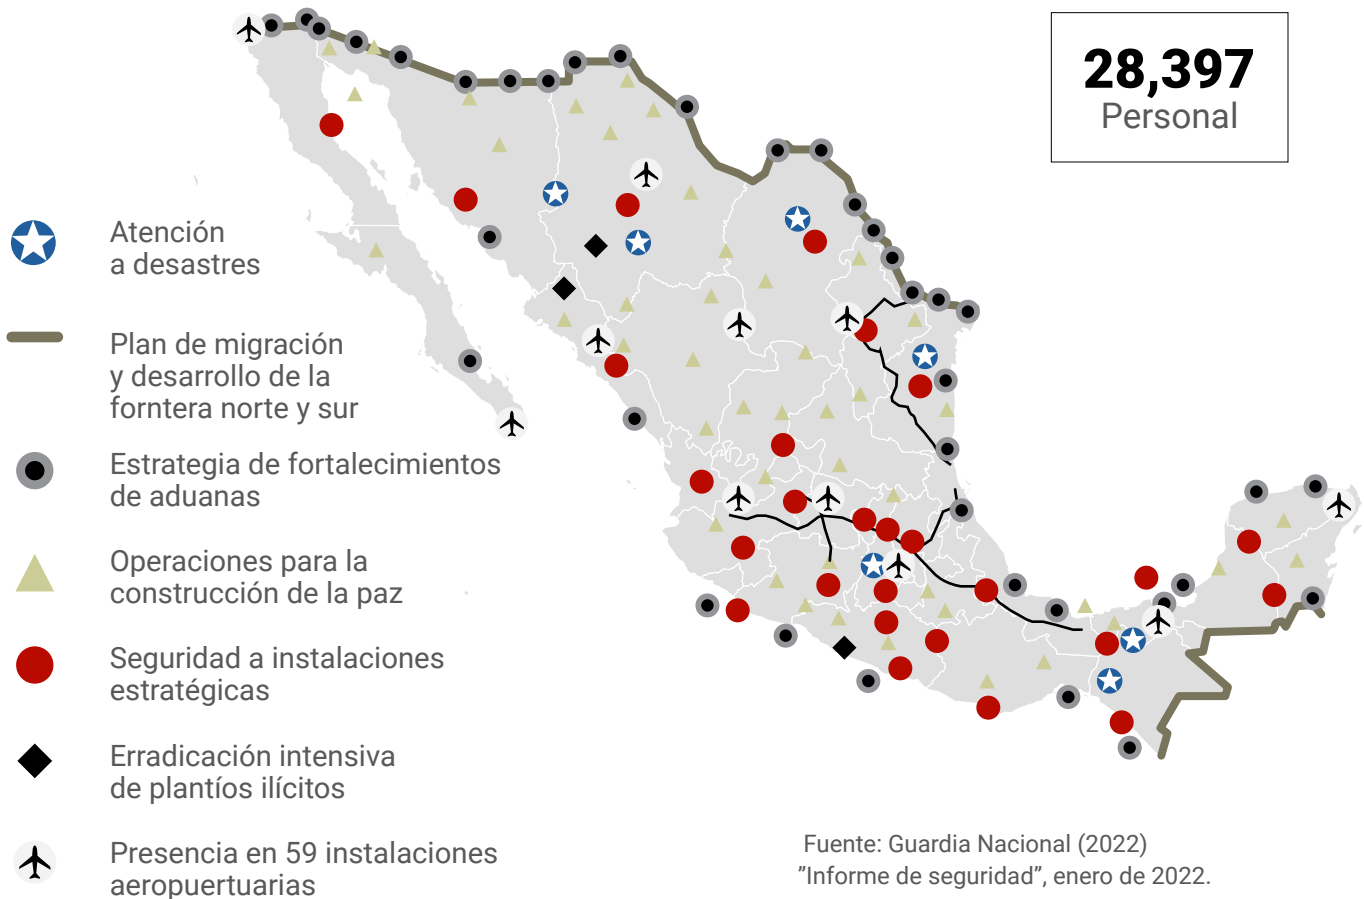 28,397
Personal
Atención
a desastres
Plan de migración
y desarrollo de la
forntera norte y sur
Estrategia de fortalecimientos
de aduanas
Operaciones para la
construcción de la paz
Seguridad a instalaciones
estratégicas
Erradicación intensiva
de plantíos ilícitos
Presencia en 59 instalaciones
aeropuertuarias
Fuente: Guardia Nacional (2022)
”Informe de seguridad”, enero de 2022.